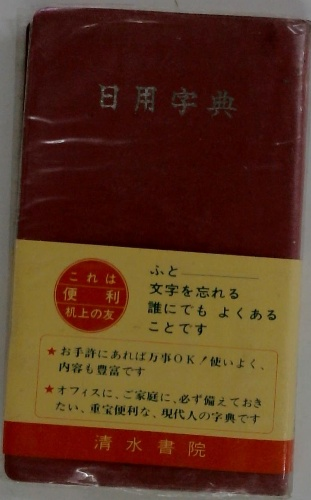 日用字典
これは
便利
机上の友
ふと————
文字を忘れる
誰にでも よくある
ことです
★お手許にあれば万事OK!使いよく、
内容も豊富です
★オフィスに、ご家庭に、必ず備えておき
たい、重宝便利な、現代人の字典です
清水書院